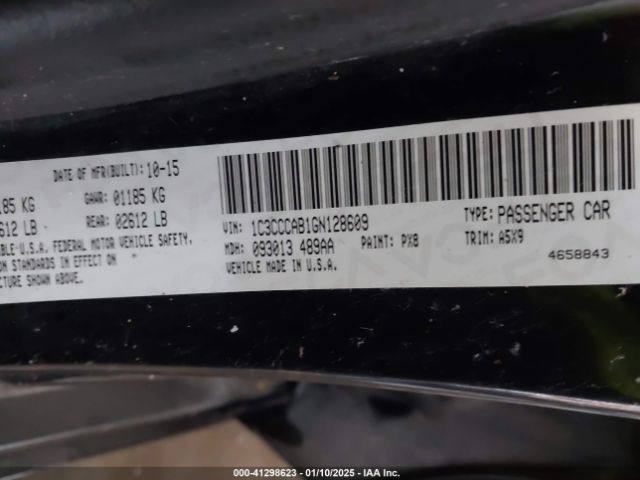 DATE OF MFR(BUILT): 10-15
185 KG GAWR: 01185 KG
612 LB REAR: 02612 LB
BLE-U.S.A. FEDERAL MOTOR VEHICLE SAFETY,
ON STANDARDS IN EFFECT ON
CTURE SHOWN ABOVE.
VIN: 1C3CCCAB1GN128609 TYPE: PASSENGER CAR
MDH: 093013 489AA PAINT: PX8 TRIM: A5X9
VEHICLE MADE IN U.S.A. 4658843
000-41298623 — 01/10/2025 — IAA Inc.